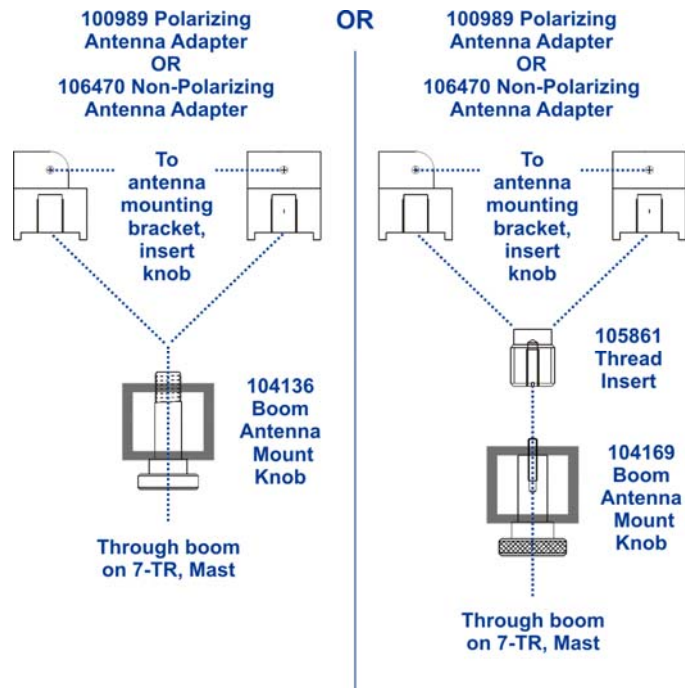 100989 Polarizing
Antenna Adapter
OR
106470 Non-Polarizing
Antenna Adapter
To
antenna
mounting
bracket,
insert
knob
104136
Boom
Antenna
Mount
Knob
Through boom
on 7-TR, Mast
OR
100989 Polarizing
Antenna Adapter
OR
106470 Non-Polarizing
Antenna Adapter
To
antenna
mounting
bracket,
insert
knob
105861
Thread
Insert
104169
Boom
Antenna
Mount
Knob
Through boom
on 7-TR, Mast